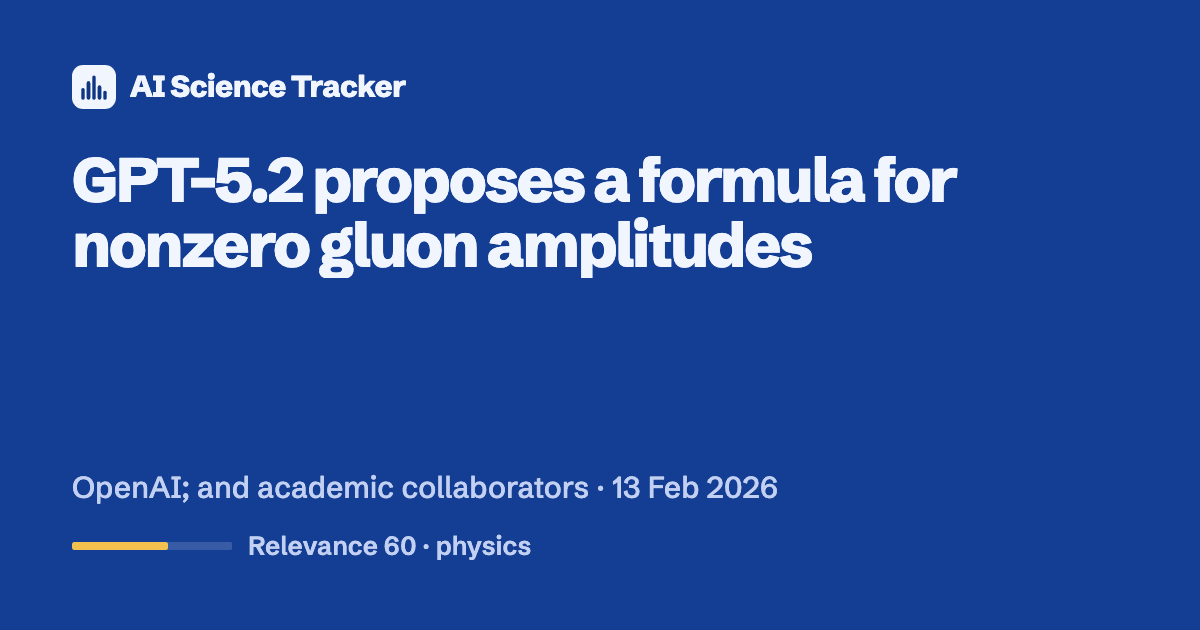 AI Science Tracker
GPT-5.2 proposes a formula for
nonzero gluon amplitudes
OpenAI; and academic collaborators · 13 Feb 2026
Relevance 60 · physics